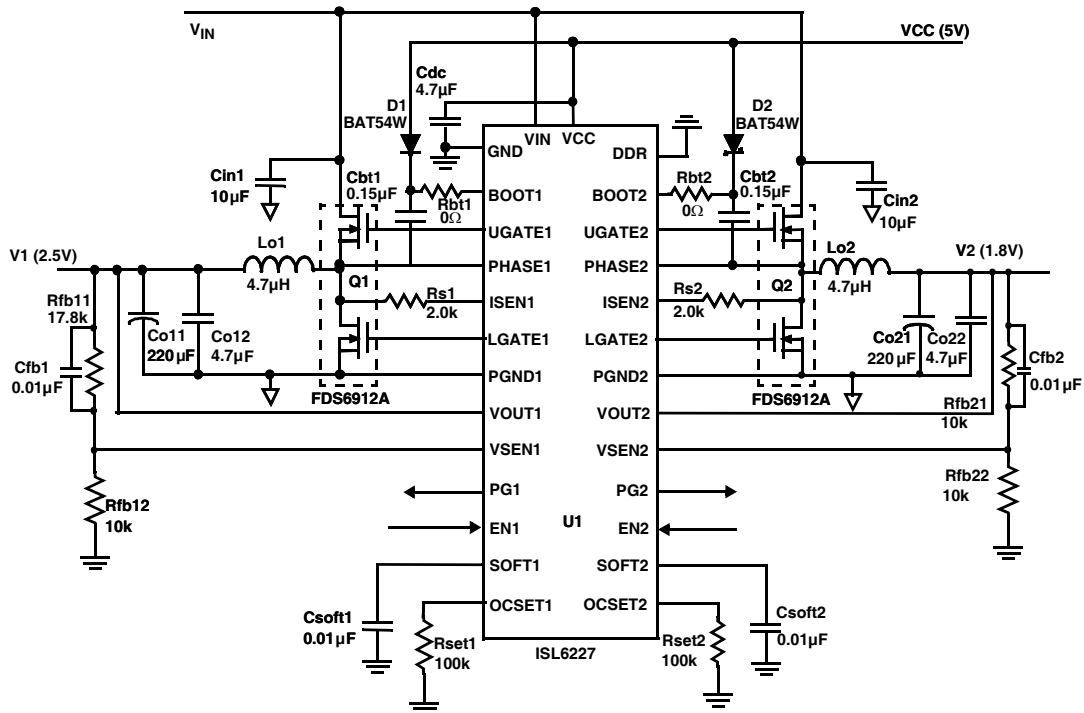 VIN
VCC (5V)
Cdc
4.7µF
D1
BAT54W
D2
BAT54W
VIN
VCC
GND
DDR
Cin1
10µF
Cbt1
0.15µF
Rbt1
0Ω
BOOT1
BOOT2
Rbt2
0Ω
Cbt2
0.15µF
Cin2
10µF
UGATE1
UGATE2
V1 (2.5V)
Lo1
4.7µH
PHASE1
PHASE2
Lo2
4.7µH
V2 (1.8V)
Q1
Rs1
2.0k
ISEN1
ISEN2
Rs2
2.0k
Q2
Rfb11
17.8k
Co11
220µF
Co12
4.7µF
LGATE1
LGATE2
Co21
220µF
Co22
4.7µF
Cfb1
0.01µF
Cfb2
0.01µF
PGND1
PGND2
FDS6912A
FDS6912A
VOUT1
VOUT2
Rfb21
10k
VSEN1
VSEN2
Rfb12
10k
PG1
PG2
Rfb22
10k
U1
EN1
EN2
SOFT1
SOFT2
Csoft1
0.01µF
OCSET1
OCSET2
Csoft2
0.01µF
Rset1
100k
Rset2
100k
ISL6227